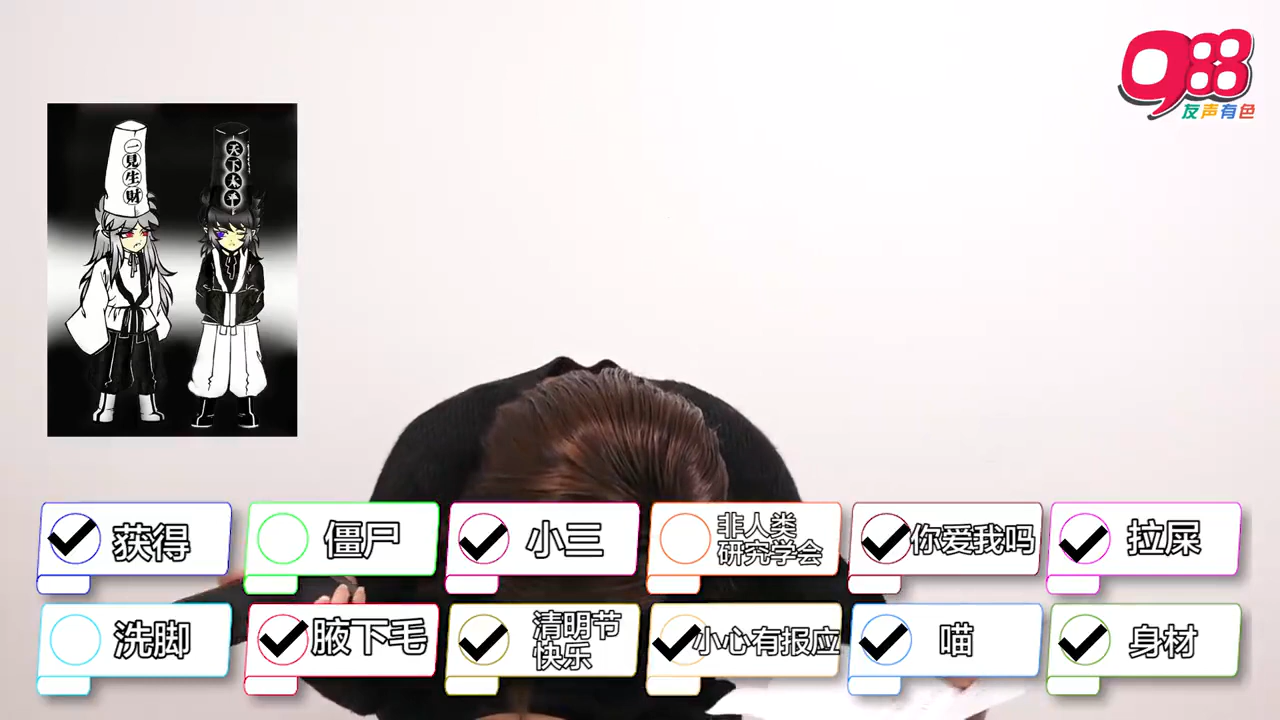 988
友声有色
一見生財
天下太平
获得
僵尸
小三
非人类
研究学会
你爱我吗
拉屎
洗脚
腋下毛
清明节
快乐
小心有报应
喵
身材